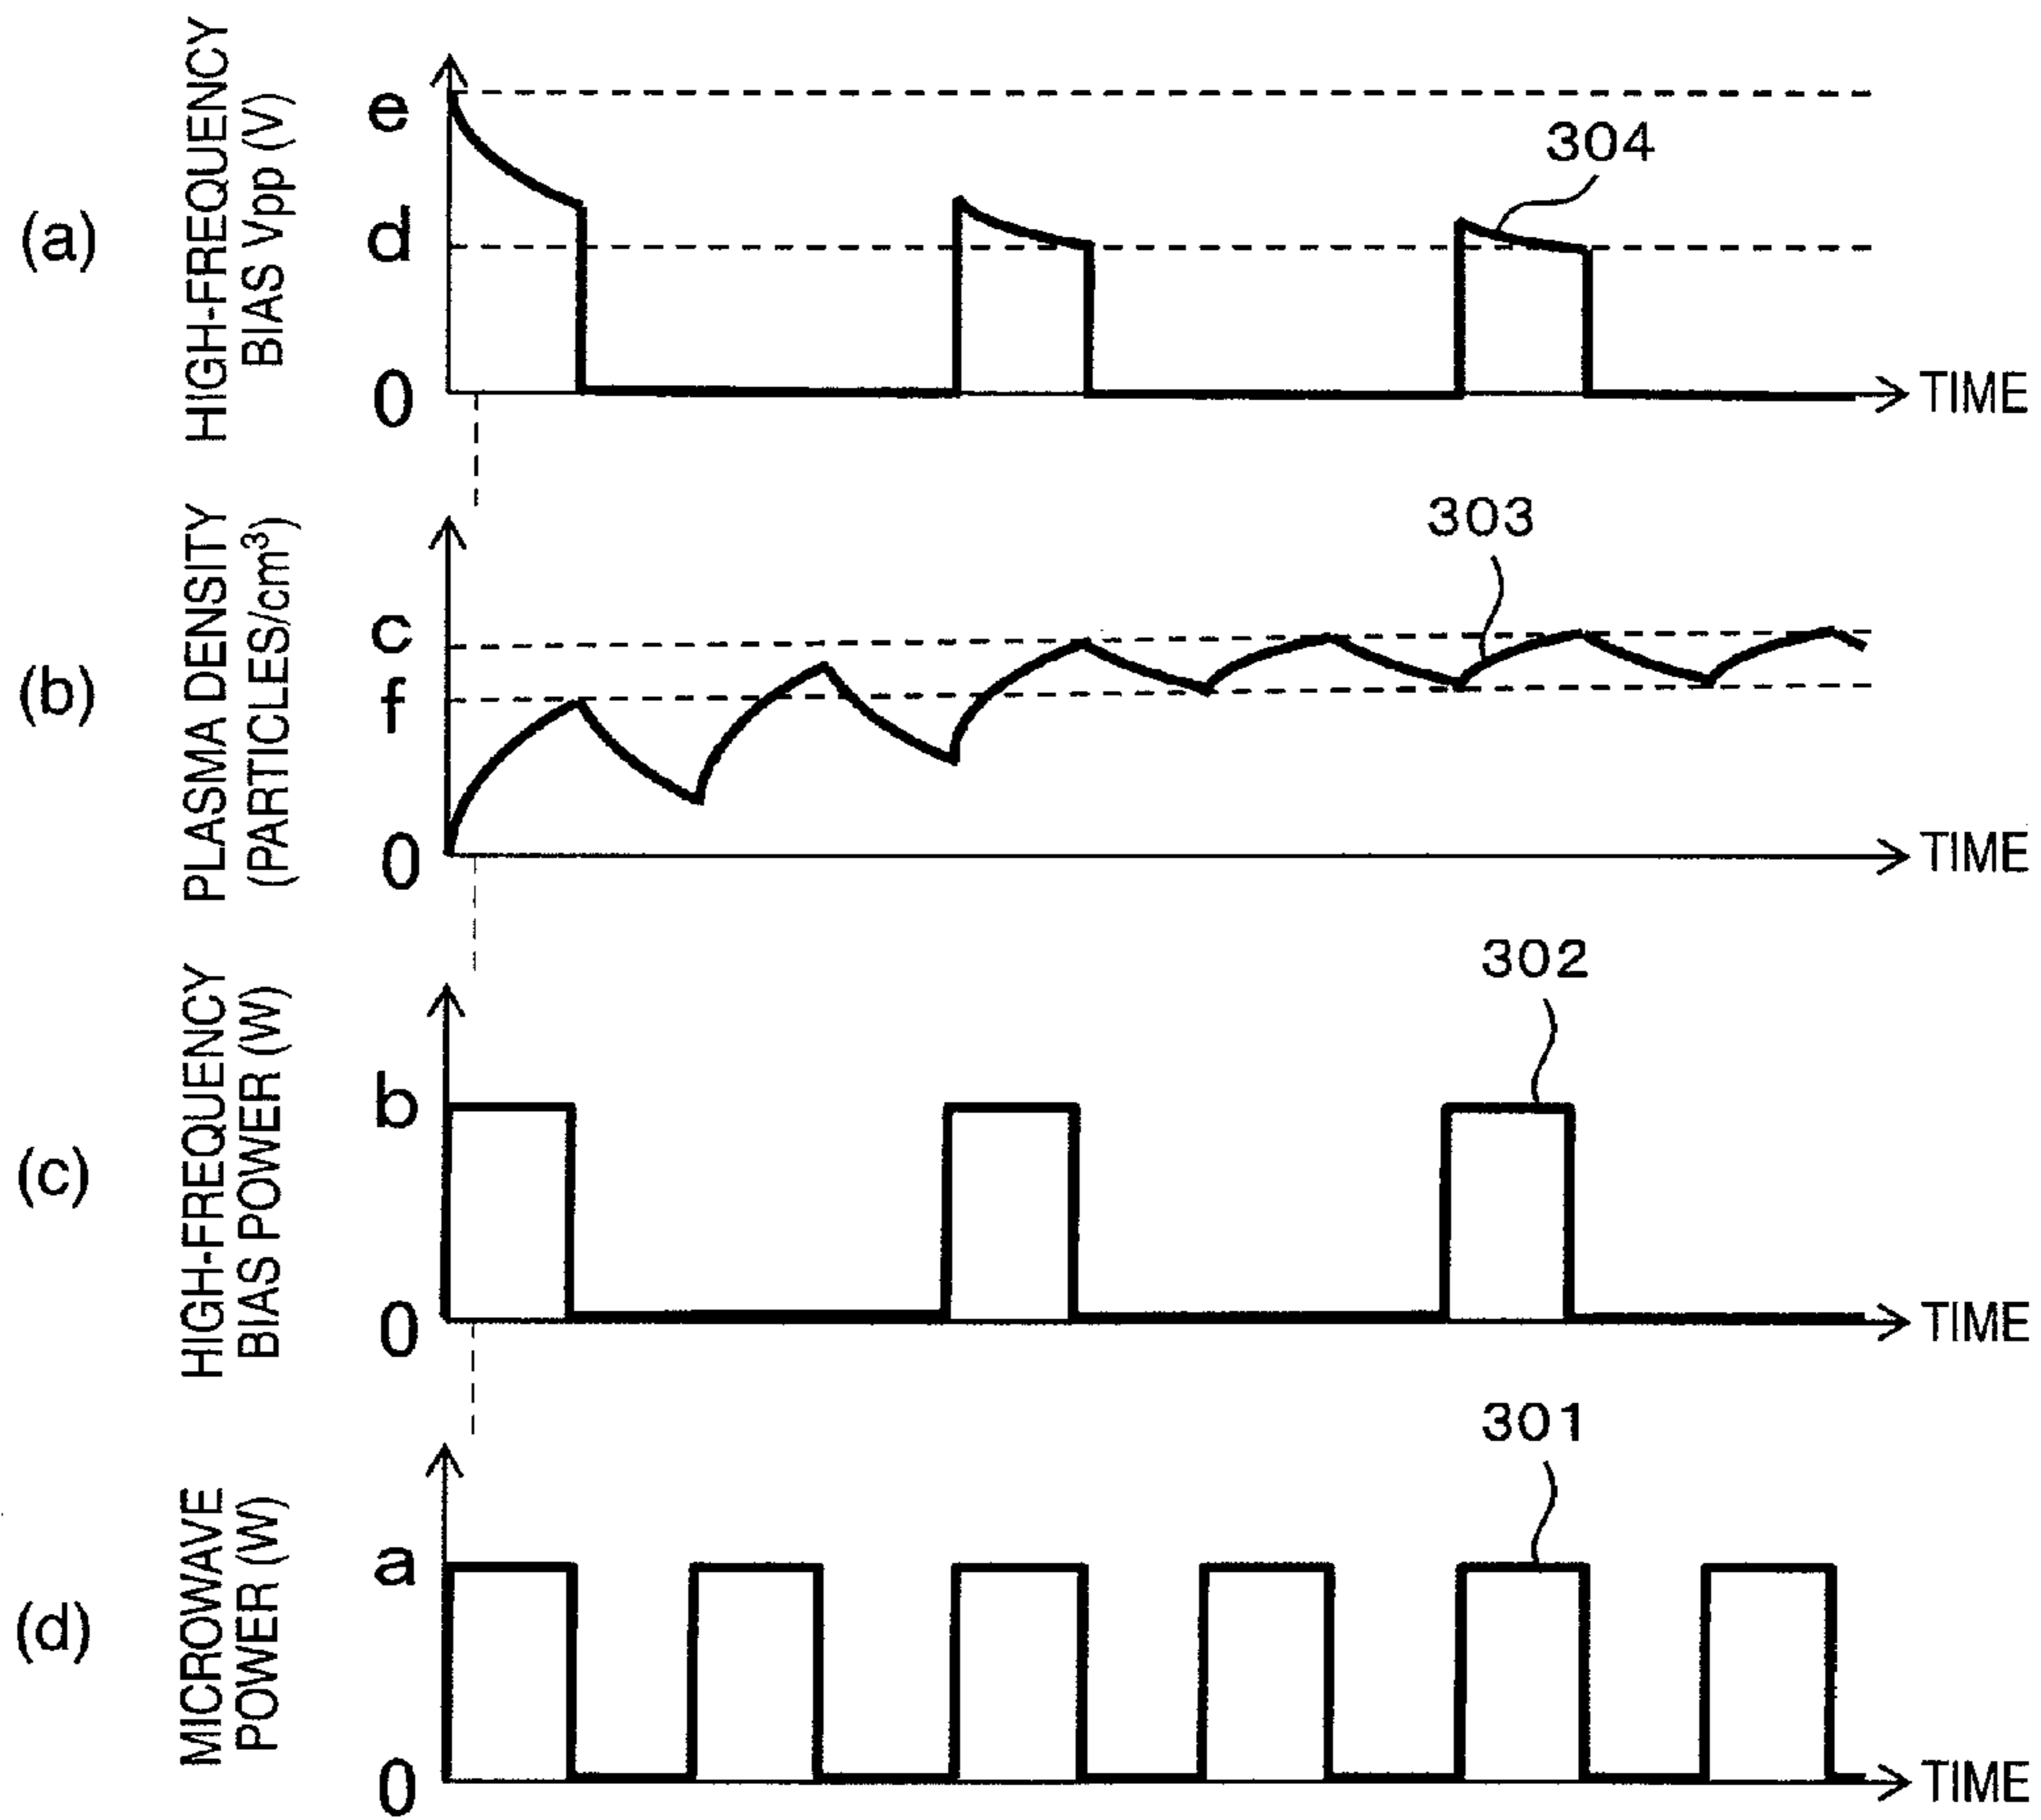 (a)
HIGH-FREQUENCY
BIAS Vpp (V)
e
d
0
304
TIME
(b)
PLASMA DENSITY
(PARTICLES/cm³)
c
f
0
303
TIME
(c)
HIGH-FREQUENCY
BIAS POWER (W)
b
0
302
TIME
(d)
MICROWAVE
POWER (W)
a
0
301
TIME